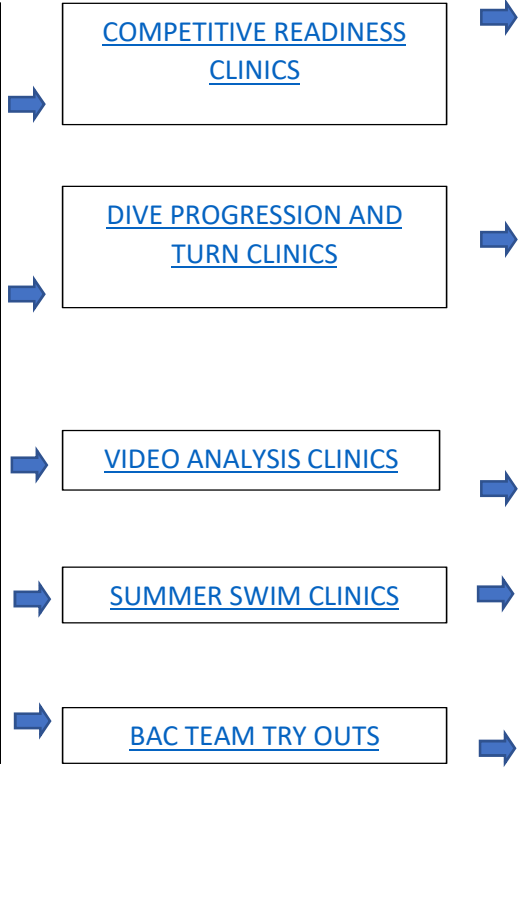 COMPETITIVE READINESS
CLINICS
DIVE PROGRESSION AND
TURN CLINICS
VIDEO ANALYSIS CLINICS
SUMMER SWIM CLINICS
BAC TEAM TRY OUTS